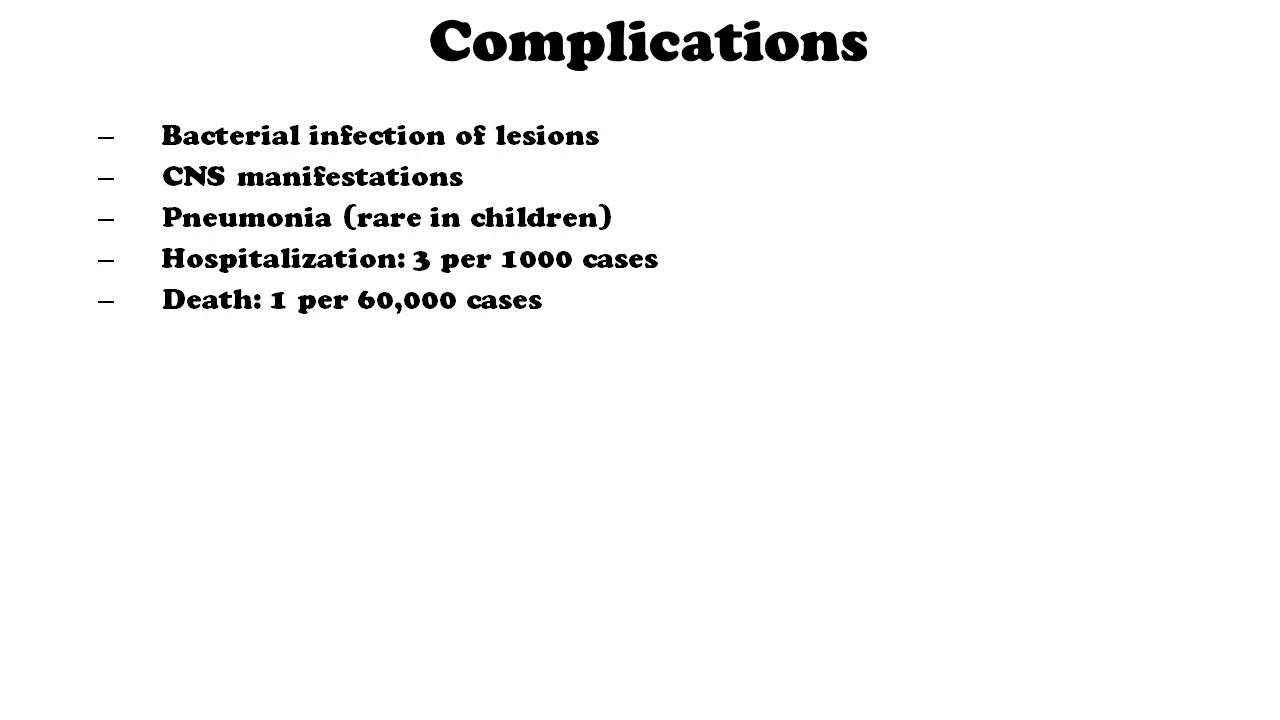 Complications
– Bacterial infection of lesions
– CNS manifestations
– Pneumonia (rare in children)
– Hospitalization: 3 per 1000 cases
– Death: 1 per 60,000 cases